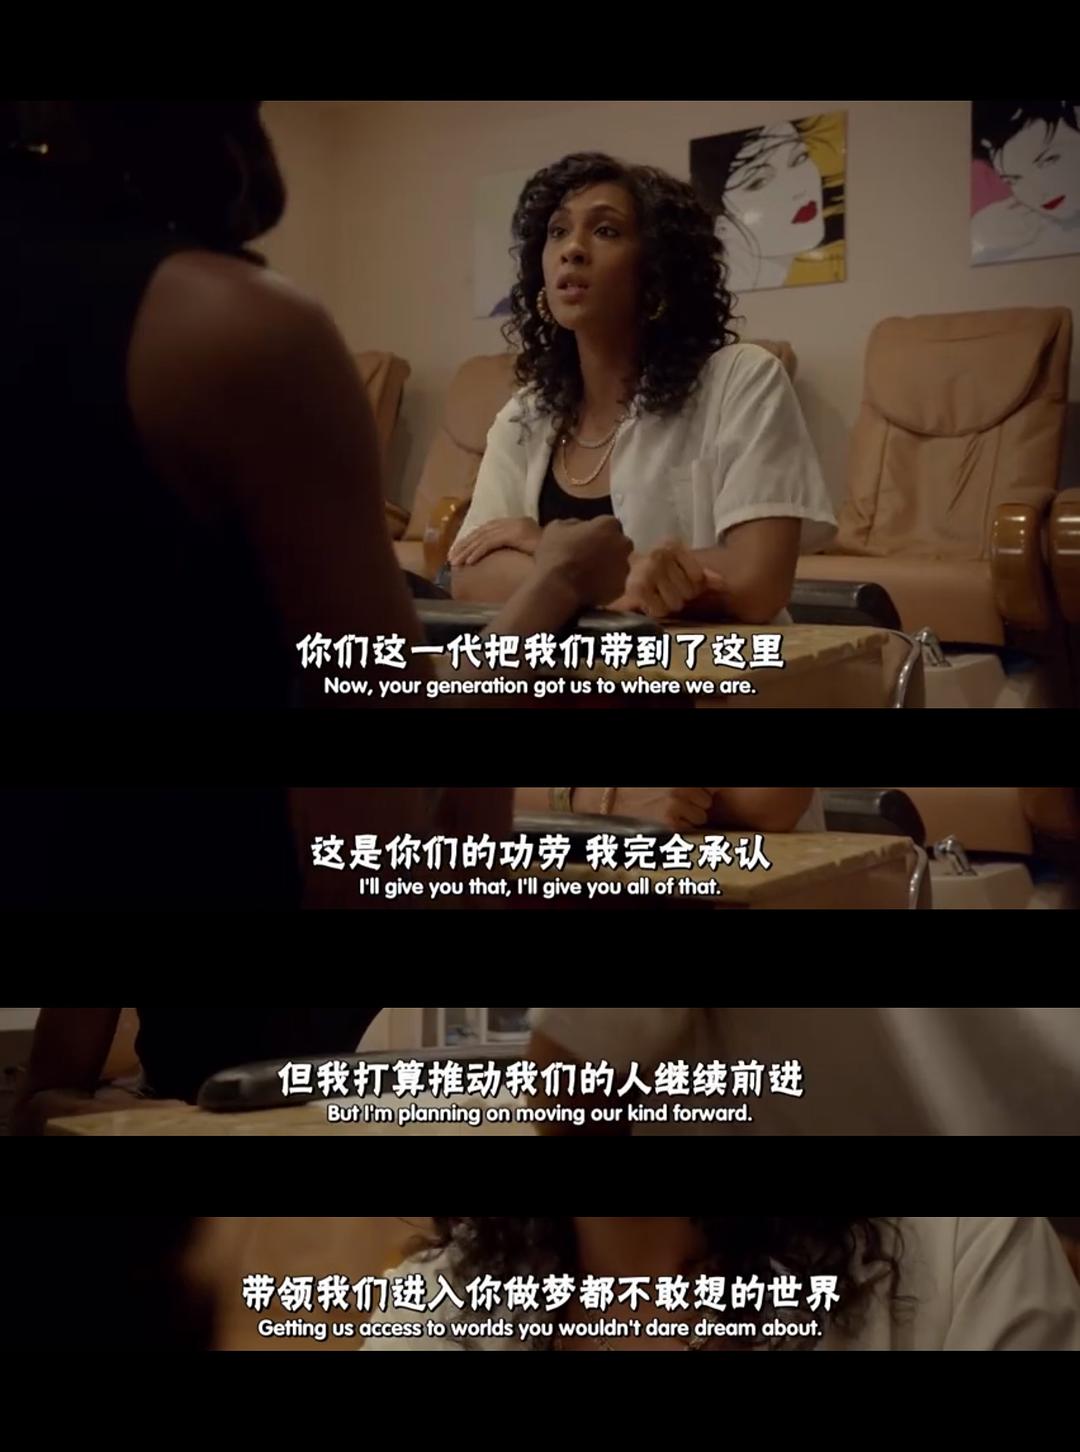 你们这一代把我们带到了这里
Now, your generation got us to where we are.
这是你们的功劳 我完全承认
I'll give you that, I'll give you all of that.
但我打算推动我们的人继续前进
But I'm planning on moving our kind forward.
带领我们进入你做梦都不敢想的世界
Getting us access to worlds you wouldn't dare dream about.